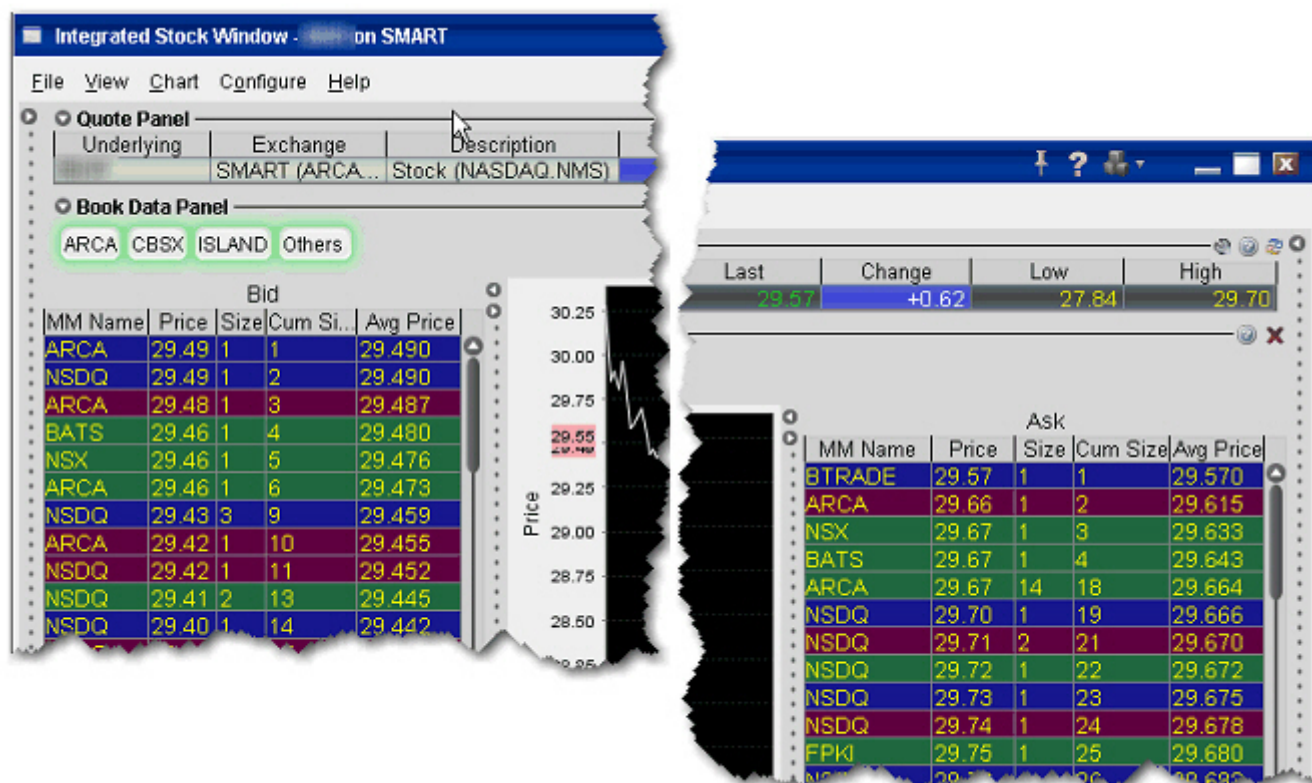 Integrated Stock Window - on SMART
File View Chart Configure Help
Quote Panel
Underlying Exchange Description
SMART (ARCA... Stock (NASDAQ.NMS)
Book Data Panel
ARCA CBSX ISLAND Others
Bid
MM Name Price Size Cum Si... Avg Price
ARCA 29.49 1 1 29.490
NSDQ 29.49 1 2 29.490
ARCA 29.48 1 3 29.487
BATS 29.46 1 4 29.480
NSX 29.46 1 5 29.476
ARCA 29.46 1 6 29.473
NSDQ 29.43 3 9 29.459
ARCA 29.42 1 10 29.455
NSDQ 29.42 1 11 29.452
NSDQ 29.41 2 13 29.445
NSDQ 29.40 1 14 29.442
Price
30.25
30.00
29.75
29.55
29.25
29.00
28.75
28.50
?
Last Change Low High
29.57 +0.62 27.84 29.70
Ask
MM Name Price Size Cum Size Avg Price
BTRADE 29.57 1 1 29.570
ARCA 29.66 1 2 29.615
NSX 29.67 1 3 29.633
BATS 29.67 1 4 29.643
ARCA 29.67 14 18 29.664
NSDQ 29.70 1 19 29.666
NSDQ 29.71 2 21 29.670
NSDQ 29.72 1 22 29.672
NSDQ 29.73 1 23 29.675
NSDQ 29.74 1 24 29.678
FPKI 29.75 1 25 29.680